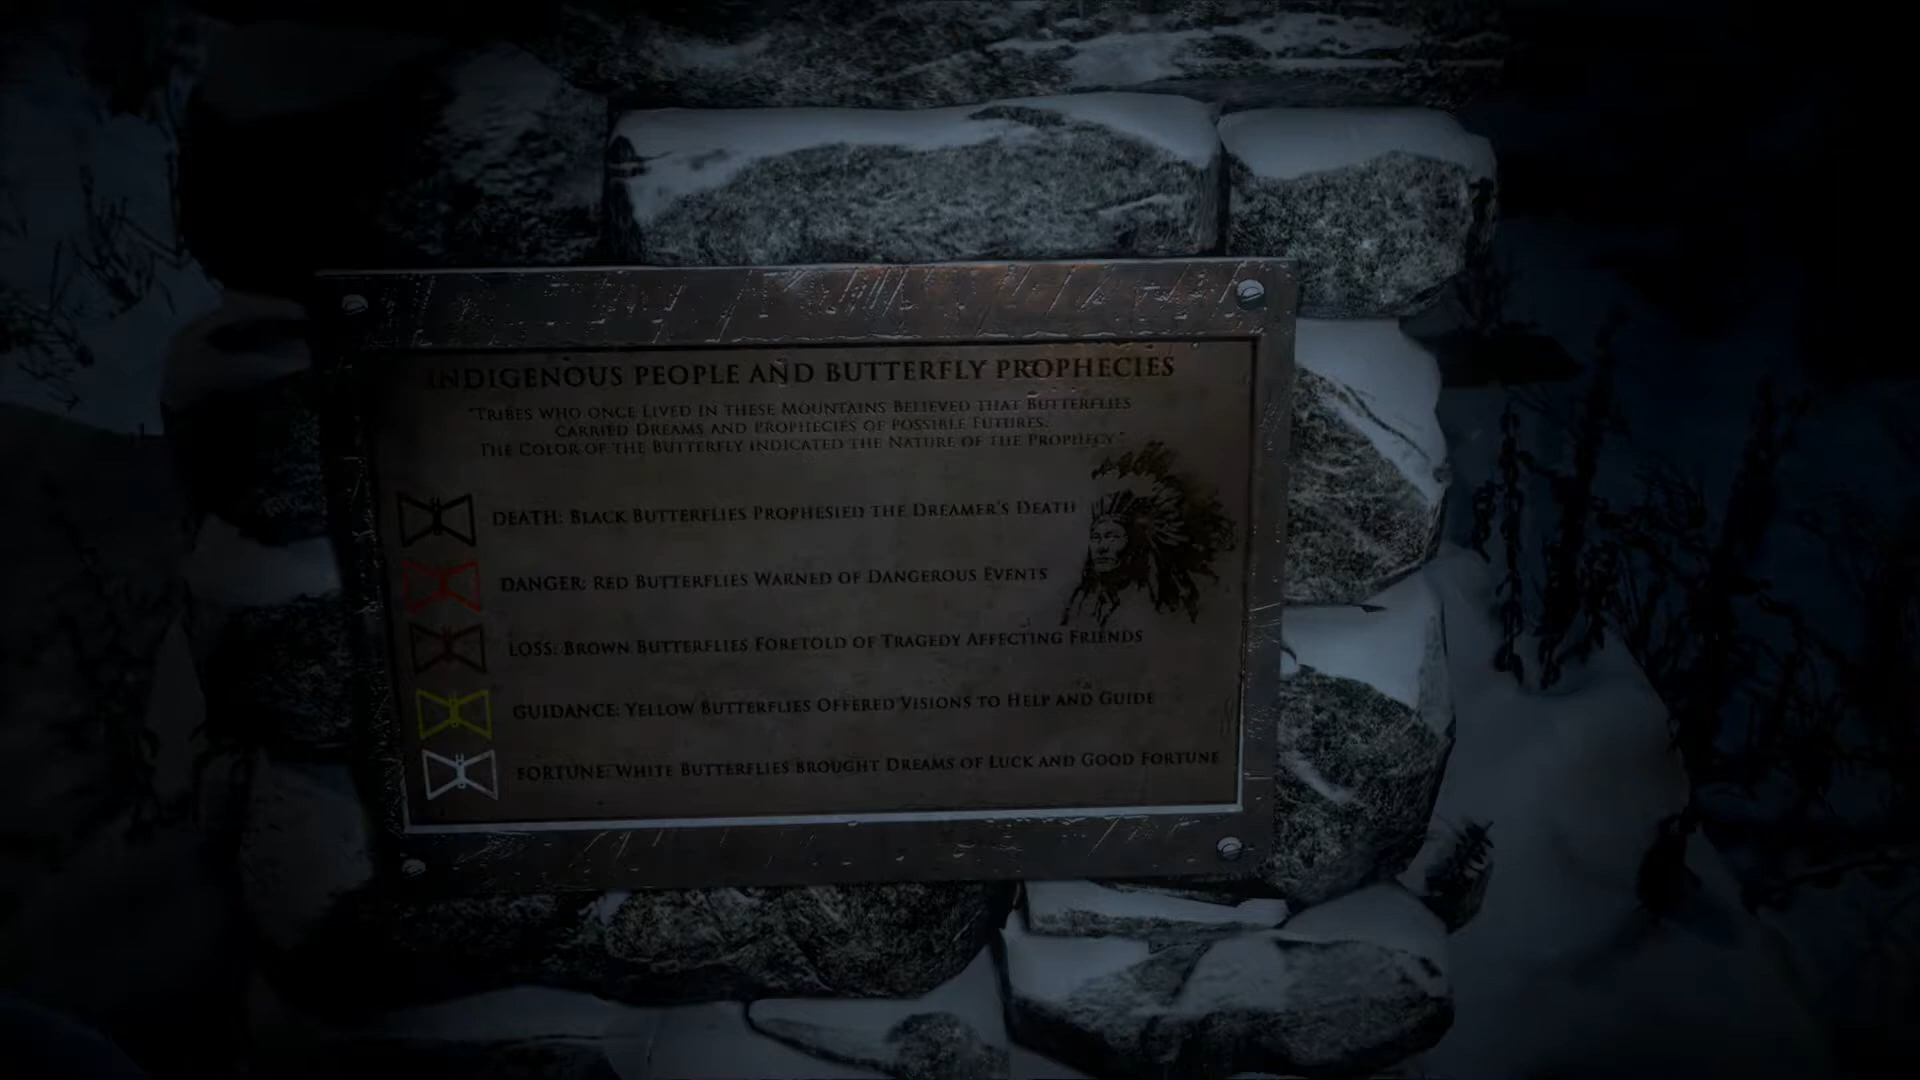 INDIGENOUS PEOPLE AND BUTTERFLY PROPHECIES
"TRIBES WHO ONCE LIVED IN THESE MOUNTAINS BELIEVED THAT BUTTERFLIES
CARRIED DREAMS AND PROPHECIES OF POSSIBLE FUTURES.
THE COLOR OF THE BUTTERFLY INDICATED THE NATURE OF THE PROPHECY."
DEATH: BLACK BUTTERFLIES PROPHESIED THE DREAMER'S DEATH
DANGER: RED BUTTERFLIES WARNED OF DANGEROUS EVENTS
LOSS: BROWN BUTTERFLIES FORETOLD OF TRAGEDY AFFECTING FRIENDS
GUIDANCE: YELLOW BUTTERFLIES OFFERED VISIONS TO HELP AND GUIDE
FORTUNE: WHITE BUTTERFLIES BROUGHT DREAMS OF LUCK AND GOOD FORTUNE